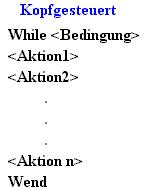 Kopfgesteuert
While <Bedingung>
<Aktion1>
<Aktion2>
.
.
.
<Aktion n>
Wend